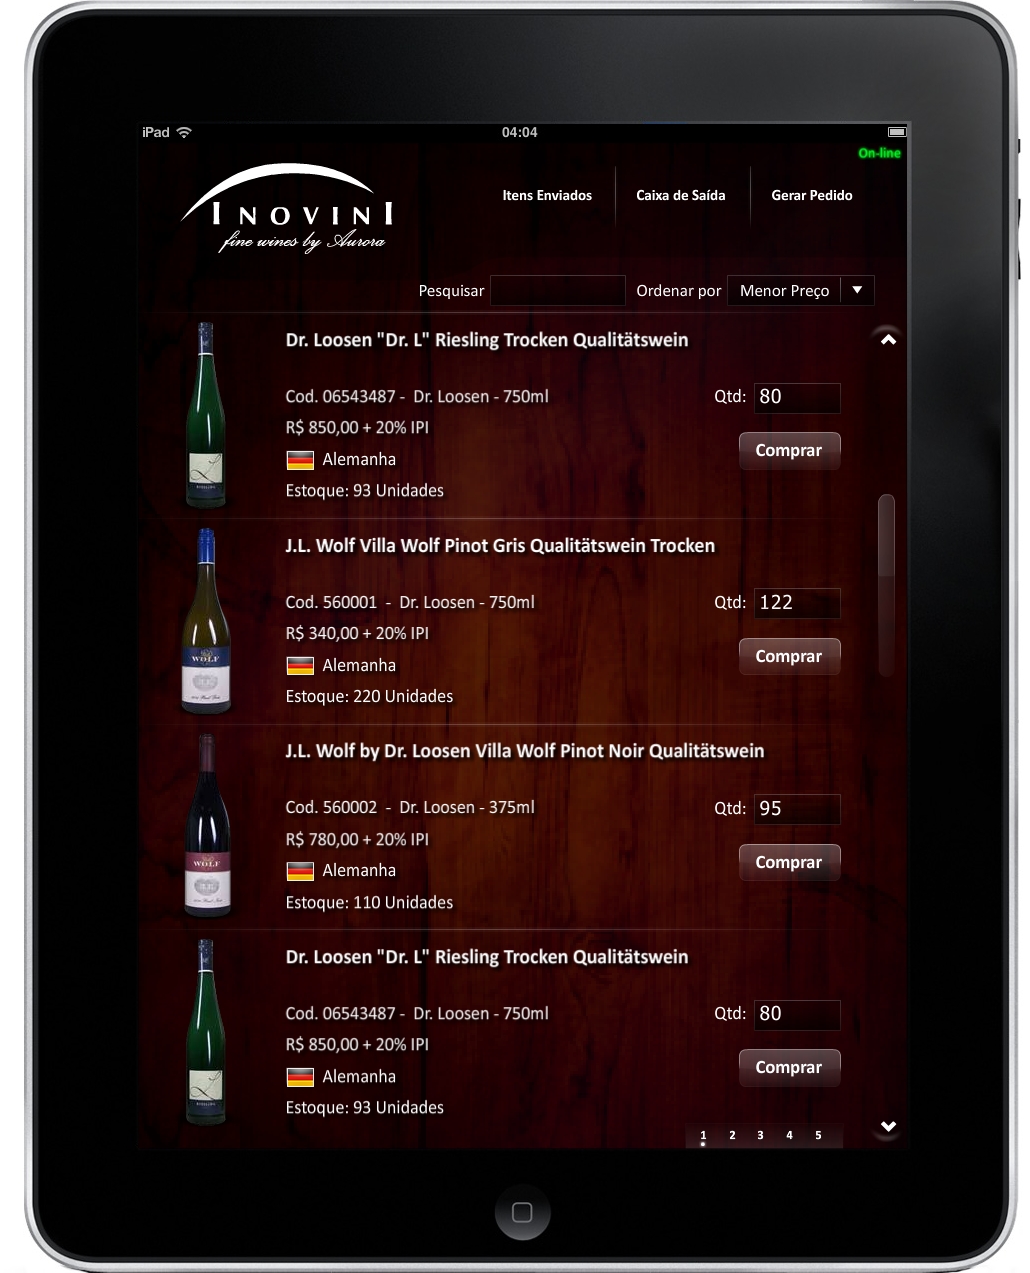 iPad 04:04
On-line
INOVINI
fine wines by Aurora
Itens Enviados Caixa de Saída Gerar Pedido
Pesquisar Ordenar por Menor Preço
Dr. Loosen "Dr. L" Riesling Trocken Qualitätswein
Cod. 06543487 - Dr. Loosen - 750ml Qtd: 80
R$ 850,00 + 20% IPI
Comprar
Alemanha
Estoque: 93 Unidades
J.L. Wolf Villa Wolf Pinot Gris Qualitätswein Trocken
Cod. 560001 - Dr. Loosen - 750ml Qtd: 122
R$ 340,00 + 20% IPI
Comprar
Alemanha
WOLF
Estoque: 220 Unidades
J.L. Wolf by Dr. Loosen Villa Wolf Pinot Noir Qualitätswein
Cod. 560002 - Dr. Loosen - 375ml Qtd: 95
R$ 780,00 + 20% IPI
Comprar
Alemanha
WOLF
Estoque: 110 Unidades
Dr. Loosen "Dr. L" Riesling Trocken Qualitätswein
Cod. 06543487 - Dr. Loosen - 750ml Qtd: 80
R$ 850,00 + 20% IPI
Comprar
Alemanha
Estoque: 93 Unidades
1 2 3 4 5